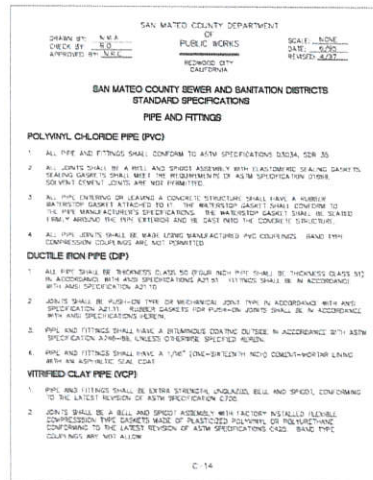 SAN MATEO COUNTY DEPARTMENT
OF
PUBLIC WORKS
REDWOOD CITY
CALIFORNIA
DRAWN BY: N.R.A.
CHECK BY: R.O.
APPROVED BY: N.R.C.
SCALE: NONE
DATE: 6/95
REVISED: 4/97
SAN MATEO COUNTY SEWER AND SANITATION DISTRICTS
STANDARD SPECIFICATIONS
PIPE AND FITTINGS
POLYVINYL CHLORIDE PIPE (PVC)
1. ALL PIPE AND FITTINGS SHALL CONFORM TO ASTM SPECIFICATIONS D3034, SDR 35
2. ALL JOINTS SHALL BE A BELL AND SPIGOT ASSEMBLY WITH ELASTOMERIC SEALING GASKETS.
SEALING GASKETS SHALL MEET THE REQUIREMENTS OF ASTM SPECIFICATION
SOLVENT CEMENT JOINTS ARE NOT PERMITTED.
3. ALL PIPE ENTERING OR LEAVING A CONCRETE STRUCTURE SHALL HAVE A RUBBER
WATERSTOP GASKET ATTACHED TO IT. THE WATERSTOP GASKET SHALL CONFORM TO
THE PIPE MANUFACTURER'S SPECIFICATIONS. THE WATERSTOP GASKET SHALL BE SEATED
FIRMLY AROUND THE PIPE EXTERIOR AND BE CAST INTO THE CONCRETE STRUCTURE.
4. ALL PIPE JOINTS SHALL BE MADE USING MANUFACTURED PVC COUPLINGS. BAND TYPE
COMPRESSION COUPLINGS ARE NOT PERMITTED
DUCTILE IRON PIPE (DIP)
1. ALL PIPE SHALL BE THICKNESS CLASS 50 (FOUR INCH PIPE SHALL BE THICKNESS CLASS 51)
IN ACCORDANCE WITH ANSI SPECIFICATIONS A21.51. FITTINGS SHALL BE IN ACCORDANCE
WITH ANSI SPECIFICATION A21.10.
2. JOINTS SHALL BE PUSH-ON TYPE OR MECHANICAL JOINT TYPE IN ACCORDANCE WITH ANSI
SPECIFICATION A21.11. RUBBER GASKETS FOR PUSH-ON JOINTS SHALL BE IN ACCORDANCE
WITH ANSI SPECIFICATIONS HEREIN.
3. PIPE AND FITTINGS SHALL HAVE A BITUMINOUS COATING OUTSIDE, IN ACCORDANCE WITH ASTM
SPECIFICATION UNLESS OTHERWISE SPECIFIED HEREIN.
4. PIPE AND FITTINGS SHALL HAVE A 1/16" (ONE-SIXTEENTH INCH) CEMENT-MORTAR LINING
WITH AN ASPHALTIC SEAL COAT.
VITRIFIED CLAY PIPE (VCP)
1. PIPE AND FITTINGS SHALL BE EXTRA STRENGTH, UNGLAZED, BELL AND SPIGOT, CONFORMING
TO THE LATEST REVISION OF ASTM SPECIFICATION C700.
2. JOINTS SHALL BE A BELL AND SPIGOT ASSEMBLY WITH FACTORY INSTALLED FLEXIBLE
COMPRESSION TYPE GASKETS MADE OF PLASTICIZED POLYVINYL OR POLYURETHANE
CONFORMING TO THE LATEST REVISION OF ASTM SPECIFICATIONS C425. BAND TYPE
COUPLINGS ARE NOT ALLOW
C-14